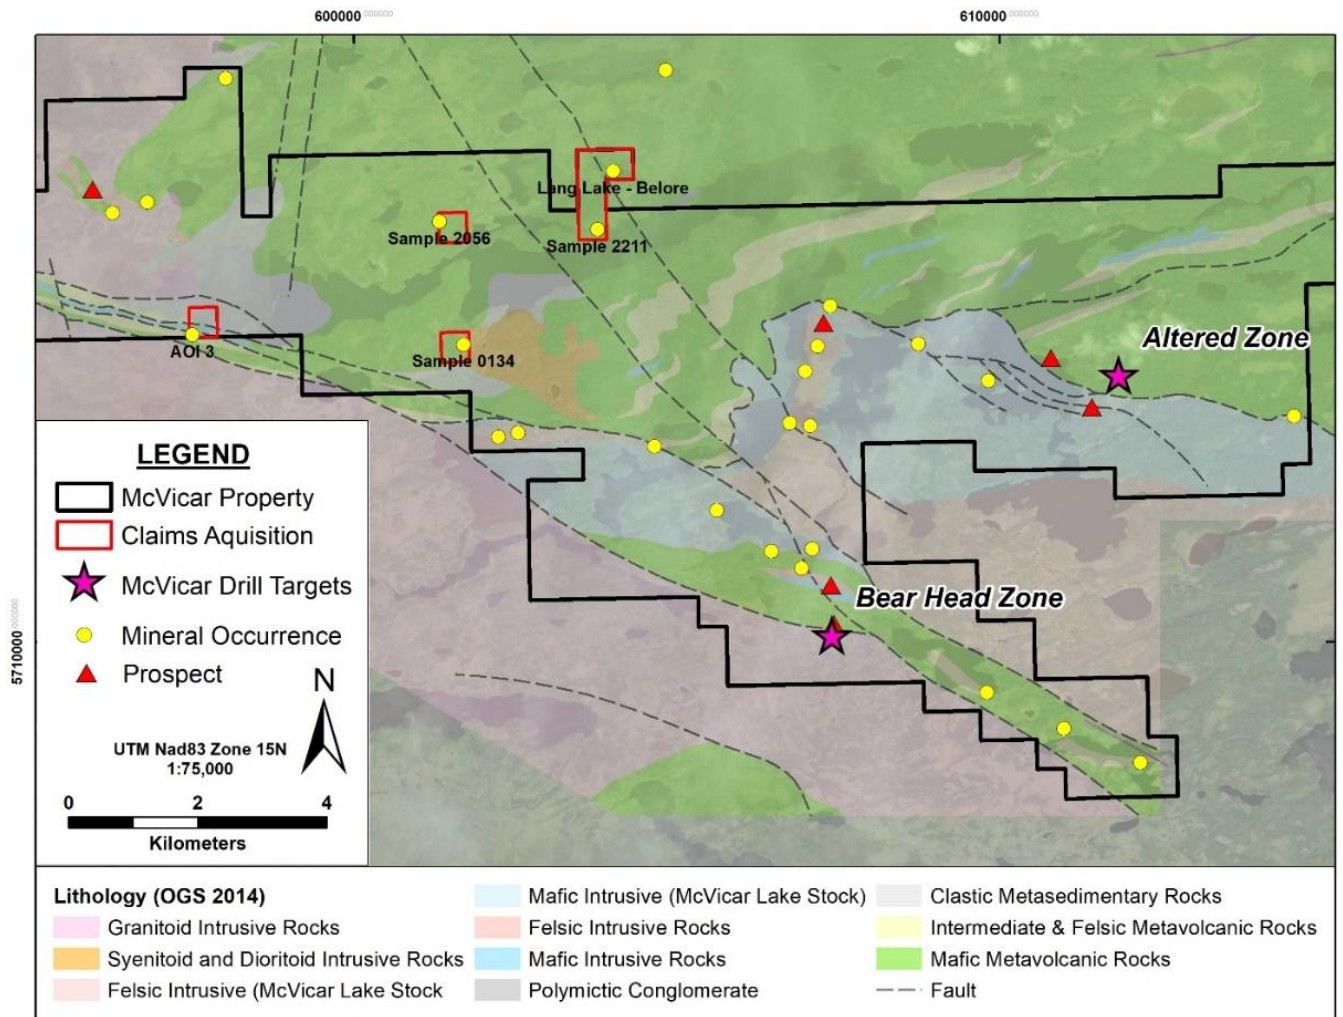 600000.000000
610000.000000
Lang Lake - Belore
Sample 2056
Sample 2211
Altered Zone
AOI 3
Sample 0134
Bear Head Zone
5710000.000000
LEGEND
McVicar Property
Claims Aquisition
McVicar Drill Targets
Mineral Occurrence
Prospect
N
UTM Nad83 Zone 15N
1:75,000
0 2 4
Kilometers
Lithology (OGS 2014)
Granitoid Intrusive Rocks
Syenitoid and Dioritoid Intrusive Rocks
Felsic Intrusive (McVicar Lake Stock
Mafic Intrusive (McVicar Lake Stock)
Felsic Intrusive Rocks
Mafic Intrusive Rocks
Polymictic Conglomerate
Clastic Metasedimentary Rocks
Intermediate & Felsic Metavolcanic Rocks
Mafic Metavolcanic Rocks
Fault